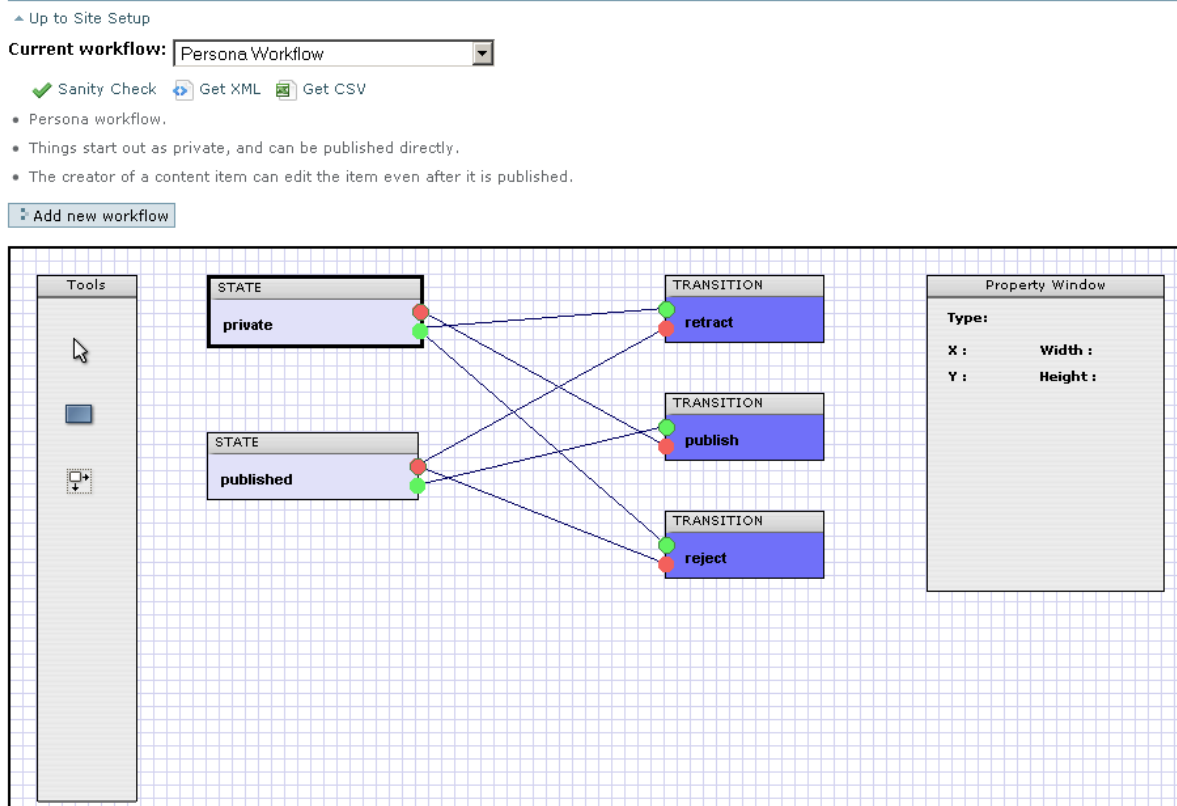 Up to Site Setup
Current workflow: Persona Workflow
Sanity Check Get XML Get CSV
Persona workflow.
Things start out as private, and can be published directly.
The creator of a content item can edit the item even after it is published.
Add new workflow
Tools
STATE
private
STATE
published
TRANSITION
retract
TRANSITION
publish
TRANSITION
reject
Property Window
Type:
X : Width :
Y : Height :